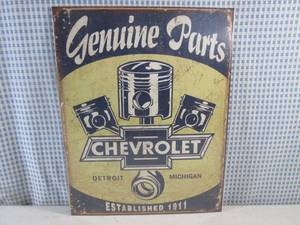 Genuine Parts
CHEVROLET
DETROIT MICHIGAN
ESTABLISHED 1911